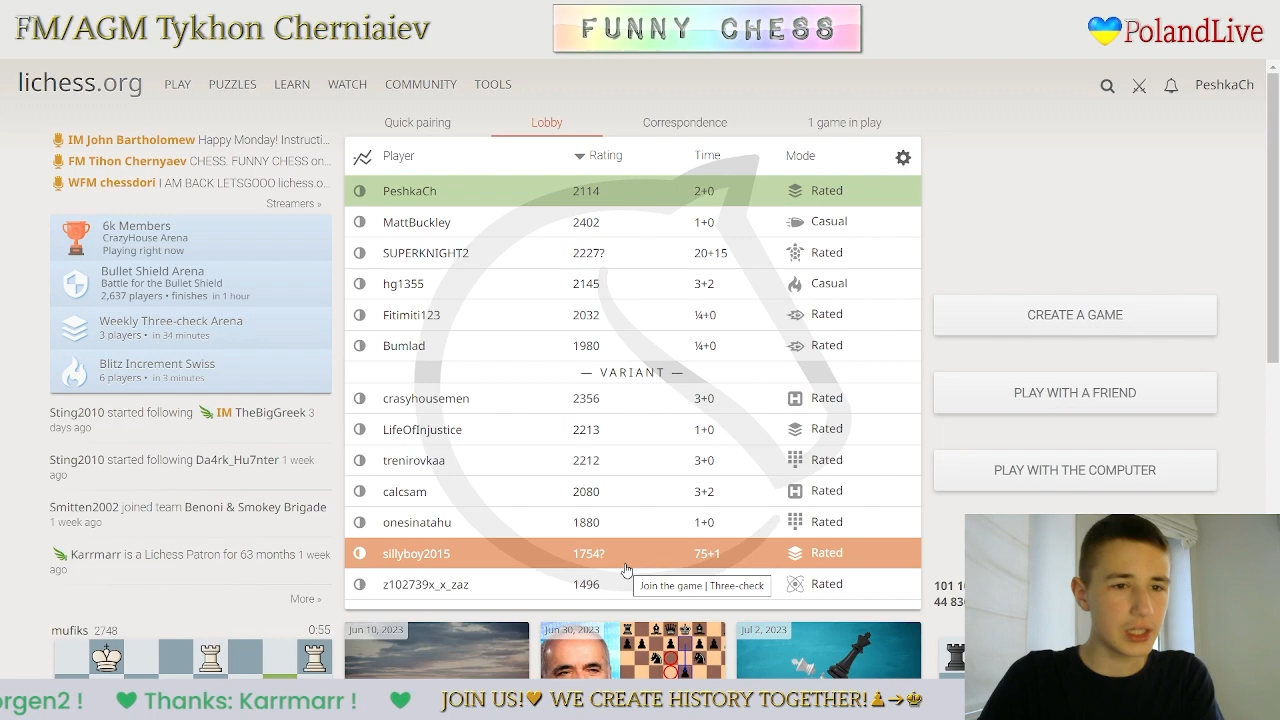 FM/AGM Tykhon Cherniaiev
FUNNY CHESS
PolandLive
lichess.org
PLAY PUZZLES LEARN WATCH COMMUNITY TOOLS
PeshkaCh
IM John Bartholomew Happy Monday! Instructi...
FM Tihon Chernyaev CHESS. FUNNY CHESS on...
WFM chessdori I AM BACK LETSGOOO lichess.o...
Streamers »
6k Members
CrazyHouse Arena
Playing right now
Bullet Shield Arena
Battle for the Bullet Shield
2,637 players • finishes in 1 hour
Weekly Three-check Arena
3 players • in 34 minutes
Blitz Increment Swiss
6 players • in 3 minutes
Sting2010 started following IM TheBigGreek 3
days ago
Sting2010 started following Da4rk_Hu7nter 1 week
ago
Smitten2002 joined team Benoni & Smokey Brigade
1 week ago
Karrmarr is a Lichess Patron for 63 months 1 week
ago
More »
mufiks 2748 0:55
Quick pairing Lobby Correspondence 1 game in play
Player Rating Time Mode
PeshkaCh 2114 2+0 Rated
MattBuckley 2402 1+0 Casual
SUPERKNIGHT2 2227? 20+15 Rated
hg1355 2145 3+2 Casual
Fitimiti123 2032 ¼+0 Rated
Bumlad 1980 ¼+0 Rated
— VARIANT —
crasyhousemen 2356 3+0 Rated
LifeOfInjustice 2213 1+0 Rated
trenirovkaa 2212 3+0 Rated
calcsam 2080 3+2 Rated
onesinatahu 1880 1+0 Rated
sillyboy2015 1754? 75+1 Rated
z102739x_x_zaz 1496 Rated
Join the game | Three-check
Jun 10, 2023
Jun 30, 2023
Jul 2, 2023
CREATE A GAME
PLAY WITH A FRIEND
PLAY WITH THE COMPUTER
orgen2 ! Thanks: Karrmarr ! JOIN US! WE CREATE HISTORY TOGETHER!